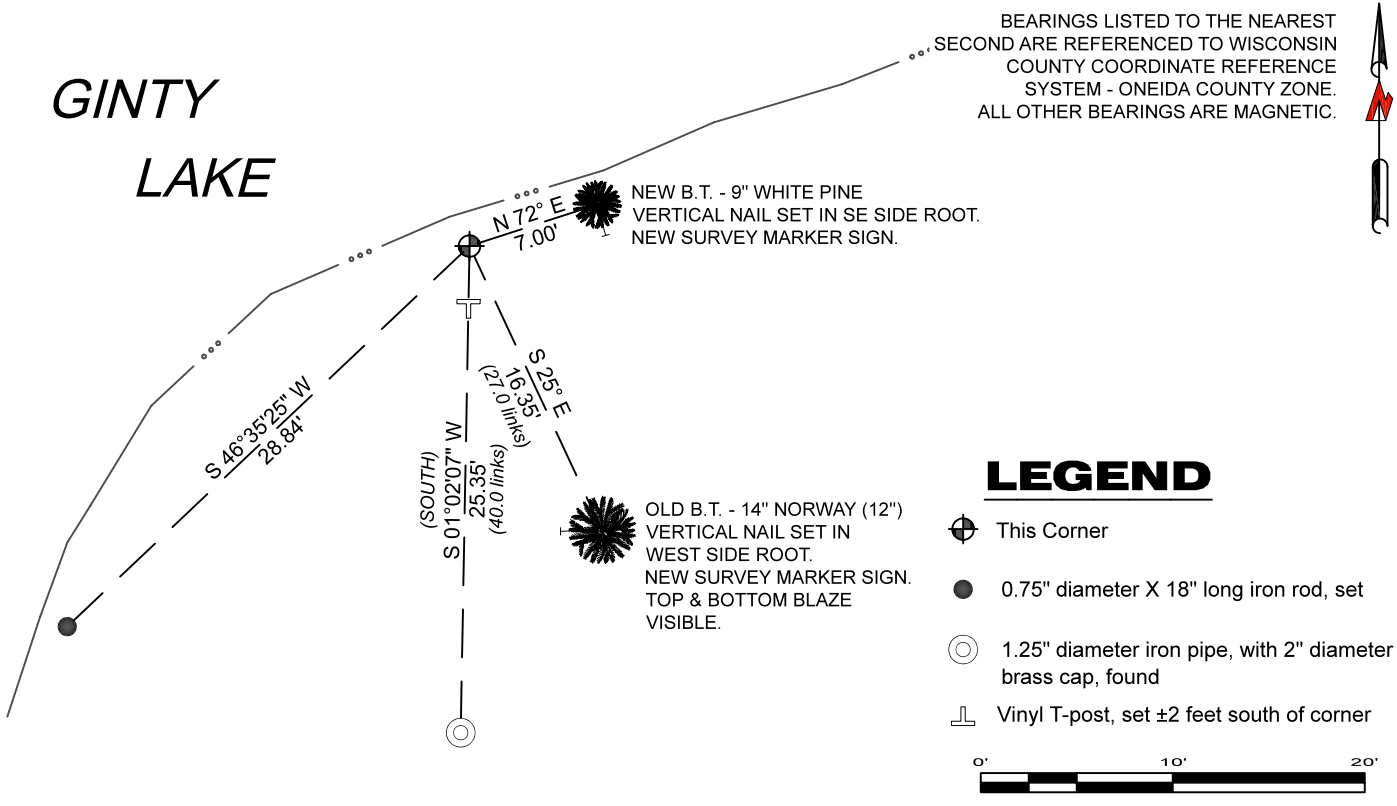 GINTY
LAKE
BEARINGS LISTED TO THE NEAREST
SECOND ARE REFERENCED TO WISCONSIN
COUNTY COORDINATE REFERENCE
SYSTEM - ONEIDA COUNTY ZONE.
ALL OTHER BEARINGS ARE MAGNETIC.
N
N 72° E
7.00'
NEW B.T. - 9" WHITE PINE
VERTICAL NAIL SET IN SE SIDE ROOT.
NEW SURVEY MARKER SIGN.
S 46°35'25" W
28.84'
(SOUTH)
S 01°02'07" W
25.35'
(40.0 links)
S 25° E
16.35'
(27.0 links)
OLD B.T. - 14" NORWAY (12")
VERTICAL NAIL SET IN
WEST SIDE ROOT.
NEW SURVEY MARKER SIGN.
TOP & BOTTOM BLAZE
VISIBLE.
LEGEND
This Corner
0.75" diameter X 18" long iron rod, set
1.25" diameter iron pipe, with 2" diameter
brass cap, found
Vinyl T-post, set ±2 feet south of corner
0' 10' 20'